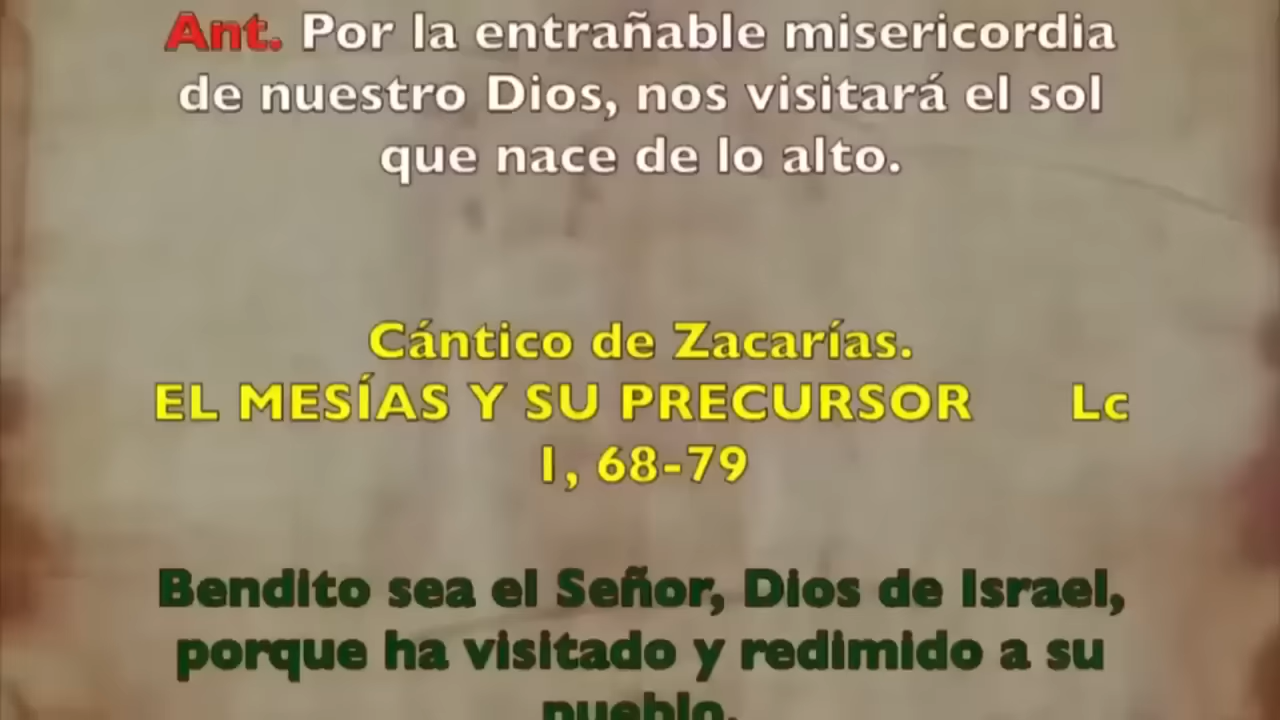 Ant. Por la entrañable misericordia
de nuestro Dios, nos visitará el sol
que nace de lo alto.
Cántico de Zacarías.
EL MESÍAS Y SU PRECURSOR Lc
1, 68-79
Bendito sea el Señor, Dios de Israel,
porque ha visitado y redimido a su
pueblo.